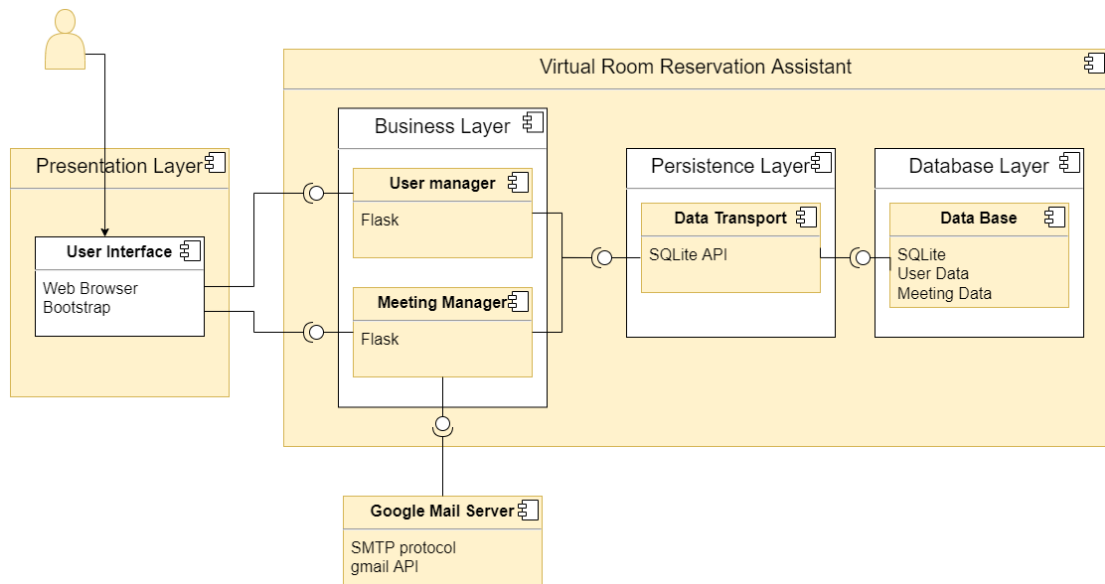 Virtual Room Reservation Assistant
Presentation Layer
User Interface
Web Browser
Bootstrap
Business Layer
User manager
Flask
Meeting Manager
Flask
Persistence Layer
Data Transport
SQLite API
Database Layer
Data Base
SQLite
User Data
Meeting Data
Google Mail Server
SMTP protocol
gmail API